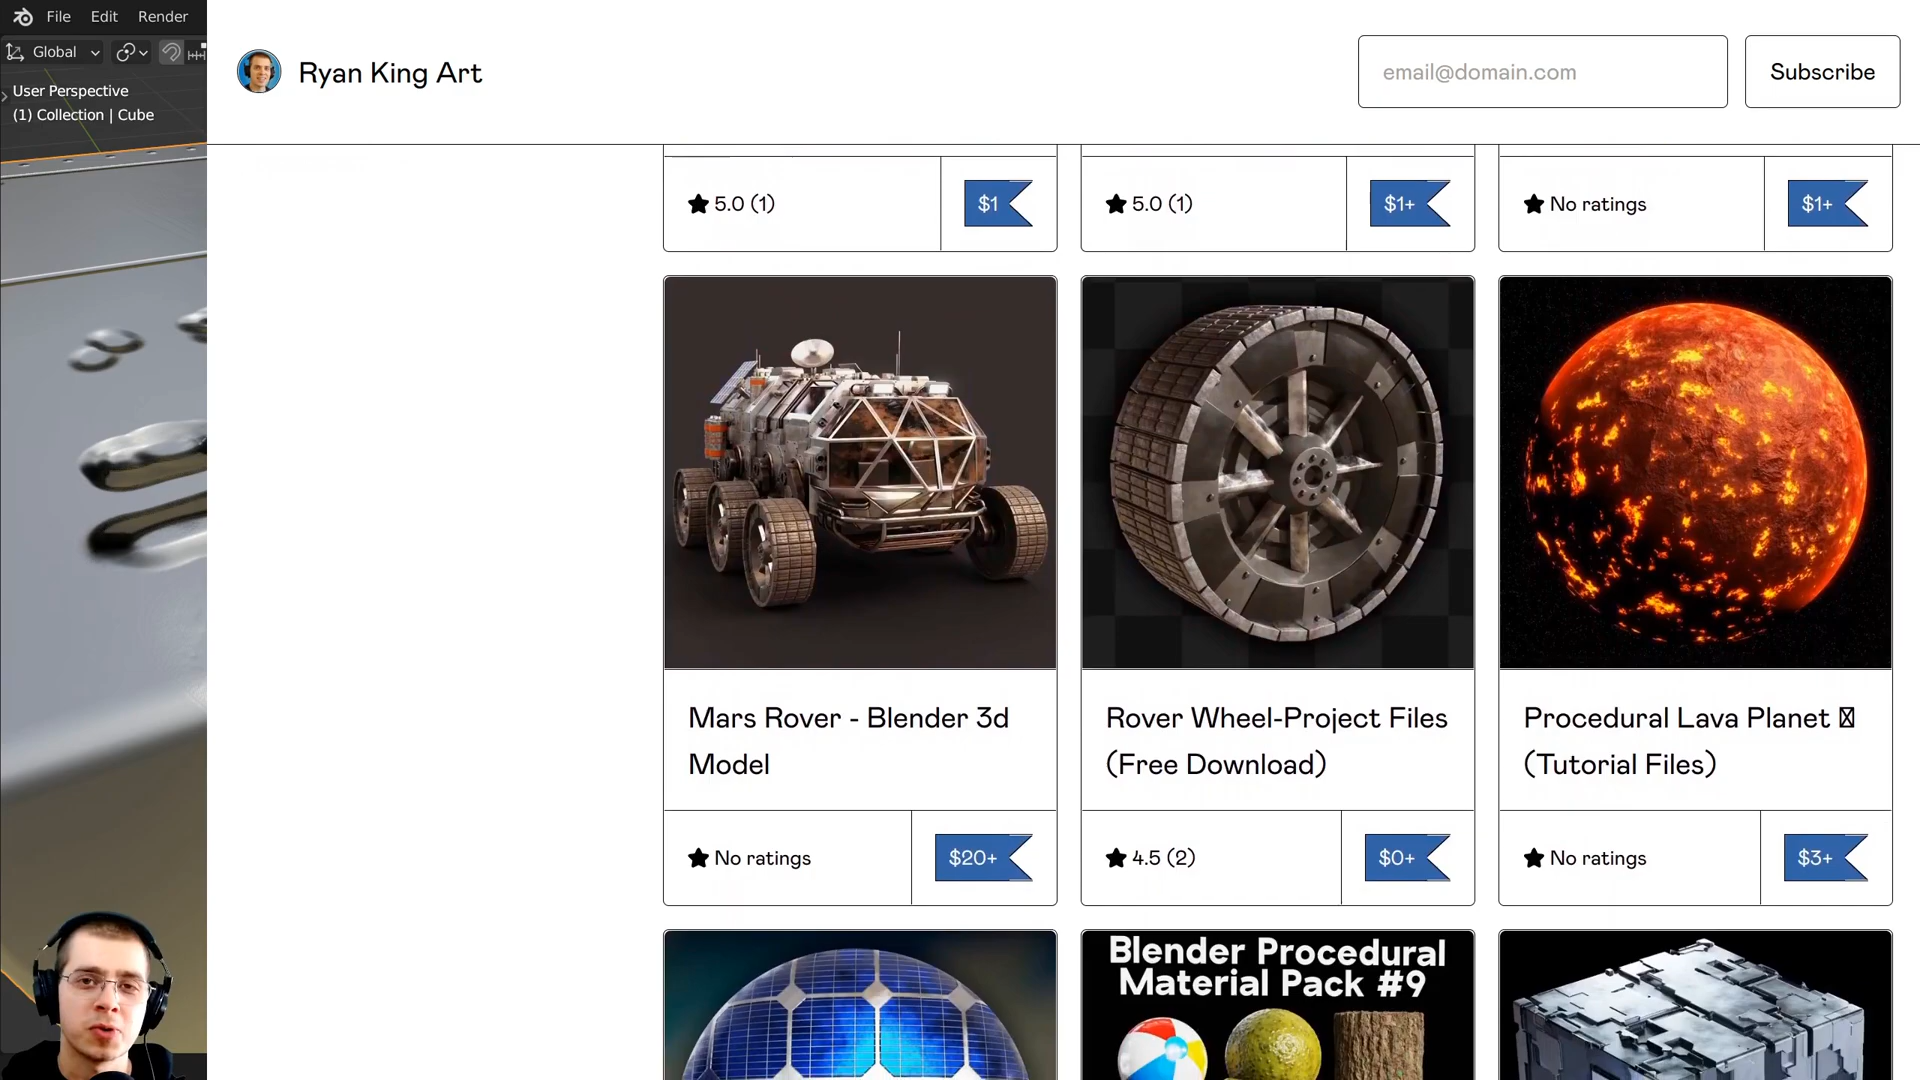 File Edit Render
Global
User Perspective
(1) Collection | Cube
Ryan King Art
email@domain.com
Subscribe
5.0 (1)
$1
5.0 (1)
$1+
No ratings
$1+
Mars Rover - Blender 3d
Model
Rover Wheel-Project Files
(Free Download)
Procedural Lava Planet
(Tutorial Files)
No ratings
$20+
4.5 (2)
$0+
No ratings
$3+
Blender Procedural
Material Pack #9